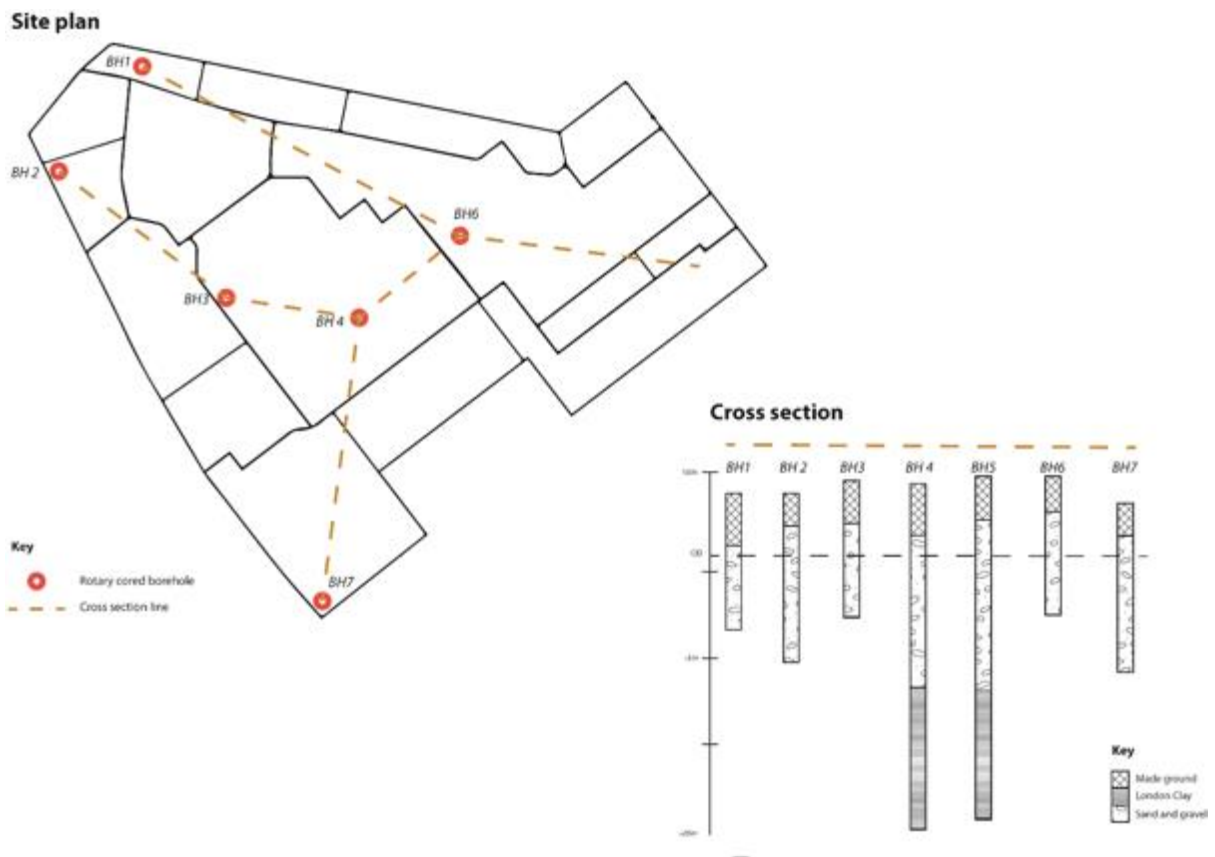 Site plan
BH1
BH 2
BH6
BH3
BH 4
BH7
Key
Rotary cored borehole
Cross section line
Cross section
BH1 BH 2 BH3 BH 4 BH5 BH6 BH7
OD
Key
Made ground
London Clay
Sand and gravel